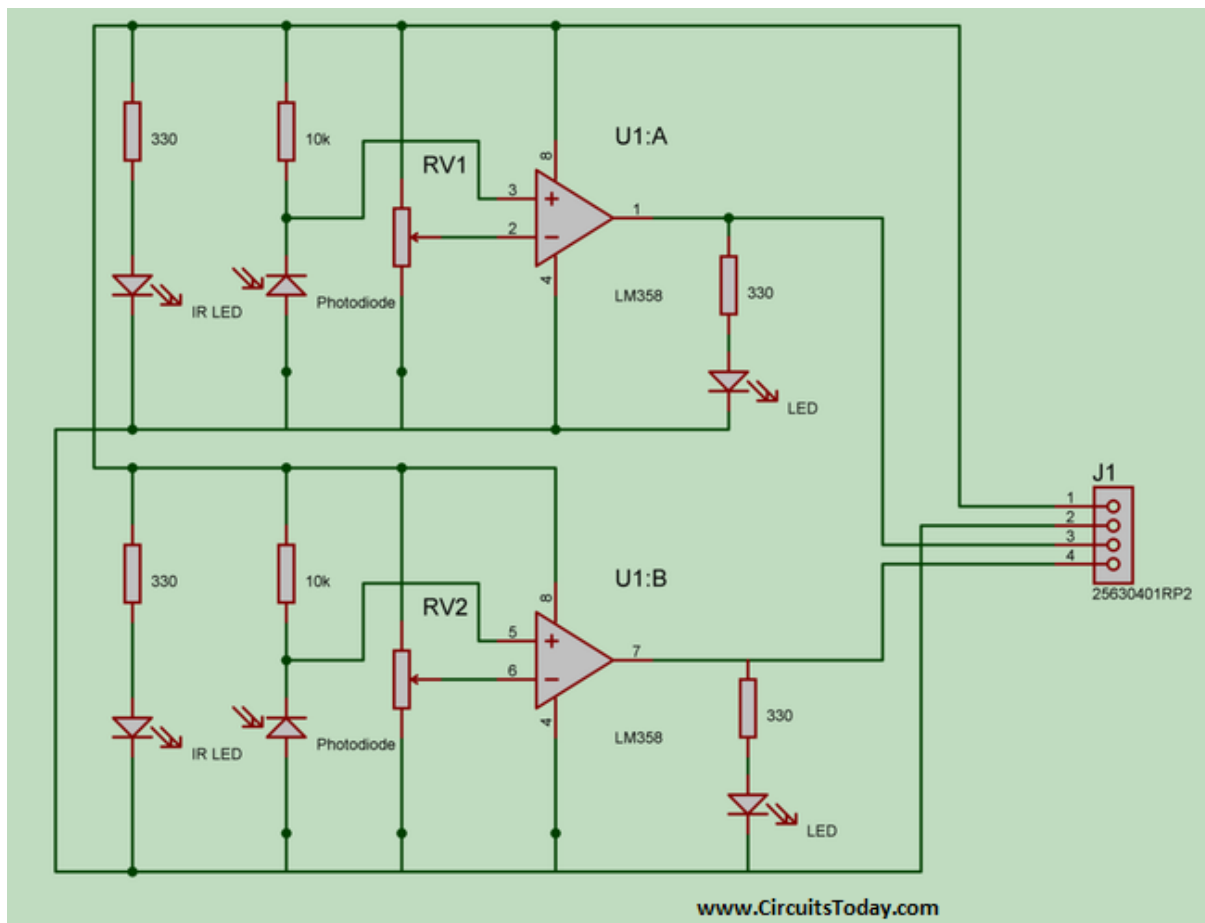 U1:A
330
10k
RV1
8
3
+
2
−
1
4
IR LED
Photodiode
LM358
330
LED
J1
1
2
3
4
25630401RP2
U1:B
330
10k
RV2
8
5
+
6
−
7
4
IR LED
Photodiode
LM358
330
LED
www.CircuitsToday.com